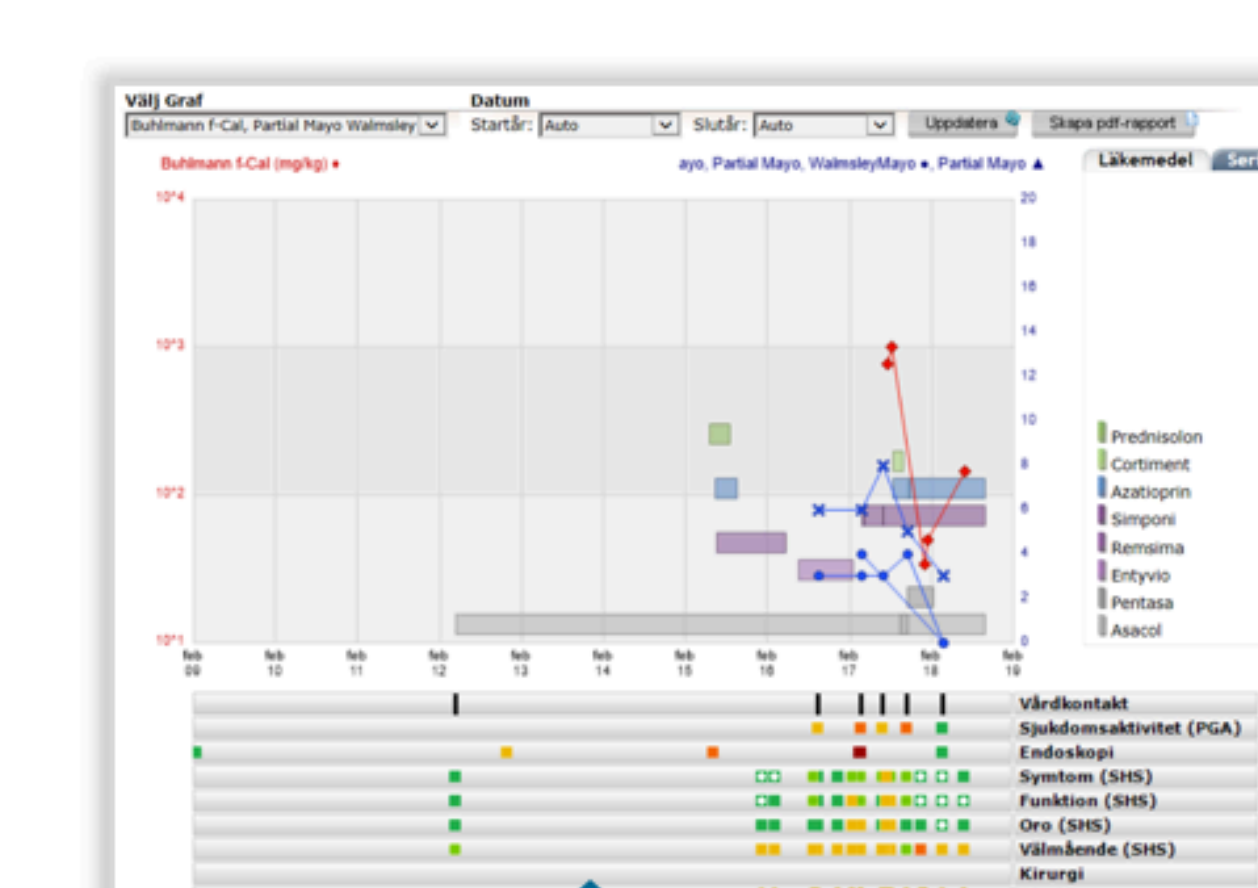 Välj Graf Datum
Buhlmann f-Cal, Partial Mayo Walmsley Startår: Auto Slutår: Auto Uppdatera Skapa pdf-rapport
Buhlmann f-Cal (mg/kg) ayo, Partial Mayo, WalmsleyMayo ●, Partial Mayo ▲ Läkemedel Ser
10^4 20
18
16
14
10^3
12
10
Prednisolon
8 Cortiment
10^2 Azatioprin
6 Simponi
4 Remsima
Entyvio
2 Pentasa
10^1 0 Asacol
feb feb feb feb feb feb feb feb feb feb feb
09 10 11 12 13 14 15 16 17 18 19
Vårdkontakt
Sjukdomsaktivitet (PGA)
Endoskopi
Symtom (SHS)
Funktion (SHS)
Oro (SHS)
Välmående (SHS)
Kirurgi